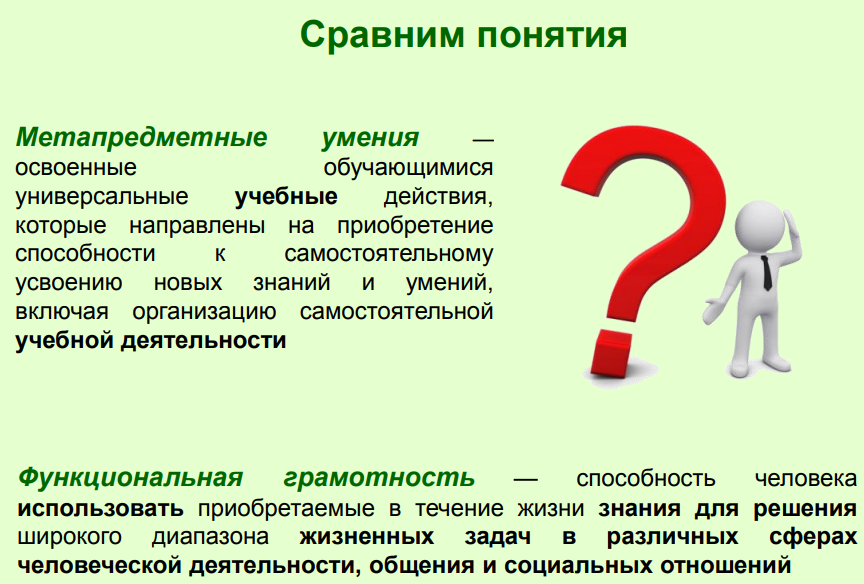 Сравним понятия
Метапредметные умения —
освоенные обучающимися
универсальные учебные действия,
которые направлены на приобретение
способности к самостоятельному
усвоению новых знаний и умений,
включая организацию самостоятельной
учебной деятельности
Функциональная грамотность — способность человека
использовать приобретаемые в течение жизни знания для решения
широкого диапазона жизненных задач в различных сферах
человеческой деятельности, общения и социальных отношений